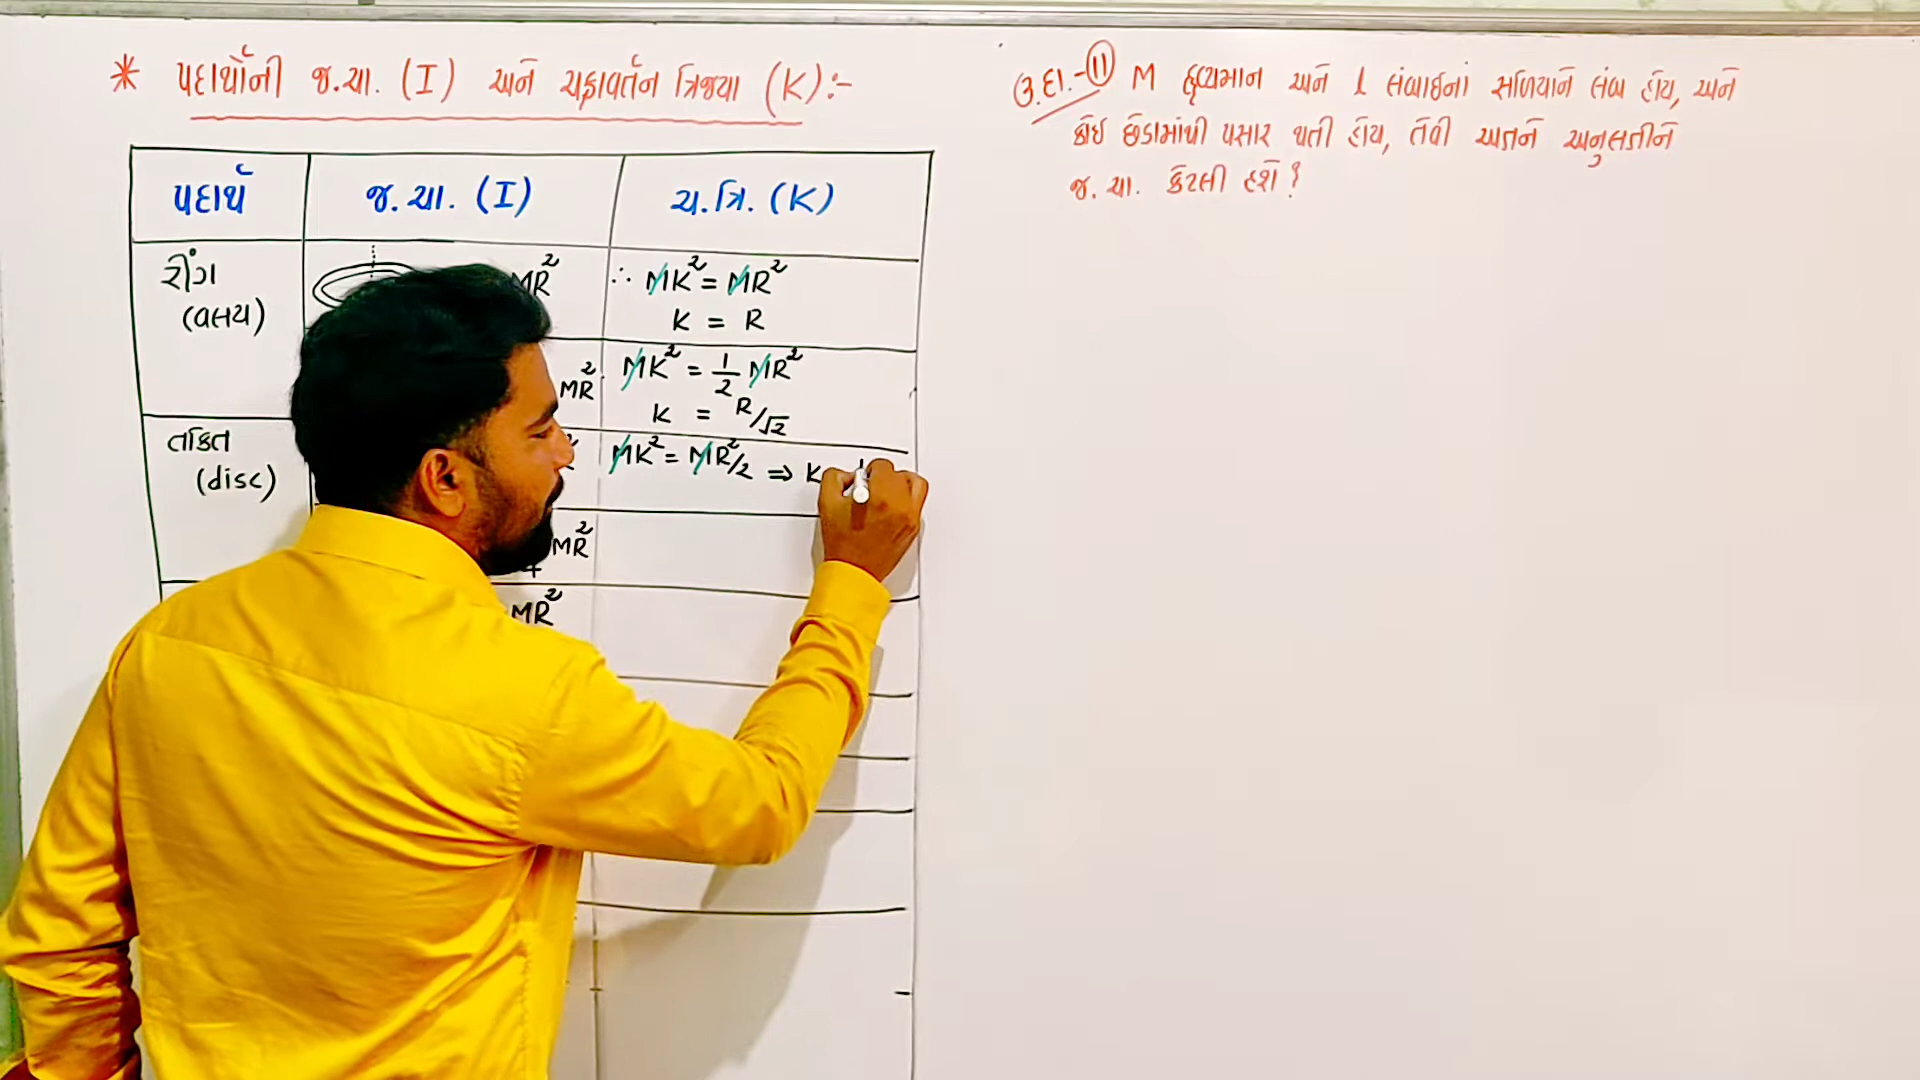 * પદાર્થોની જ.ચા. (I) અને ચક્રાવર્તન ત્રિજ્યા (K):-
પદાર્થ જ.ચા. (I) ચ.ત્રિ. (K)
રીંગ
(વલય)
MR²
∴ MK² = MR²
K = R
MR²
MK² = 1/2 MR²
K = R/√2
તકતિ
(disc)
MK² = MR²/2 ⇒ K
MR²
MR²
ઉ.દા.-⑪ M દ્રવ્યમાન અને l લંબાઈનાં સળિયાને લંબ હોય, અને
કોઈ છેડામાંથી પસાર થતી હોય, તેવી અક્ષને અનુલક્ષીને
જ. ચા. કેટલી હશે?